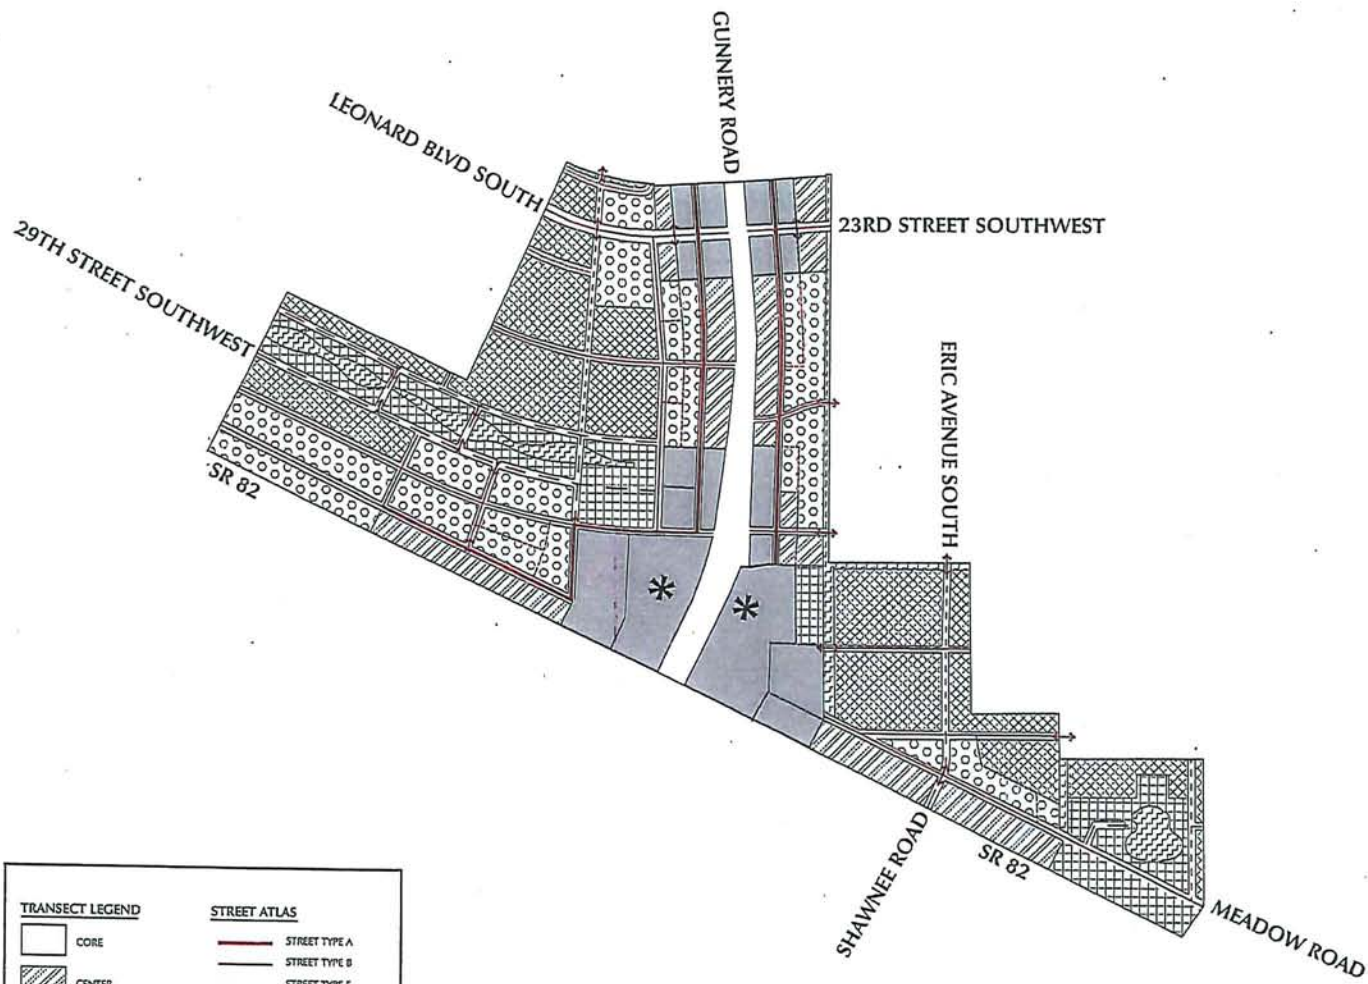 GUNNERY ROAD
LEONARD BLVD SOUTH
29TH STREET SOUTHWEST
23RD STREET SOUTHWEST
ERIC AVENUE SOUTH
SR 82
*
*
SHAWNEE ROAD
SR 82
MEADOW ROAD
TRANSECT LEGEND
CORE
CENTER
STREET ATLAS
STREET TYPE A
STREET TYPE B